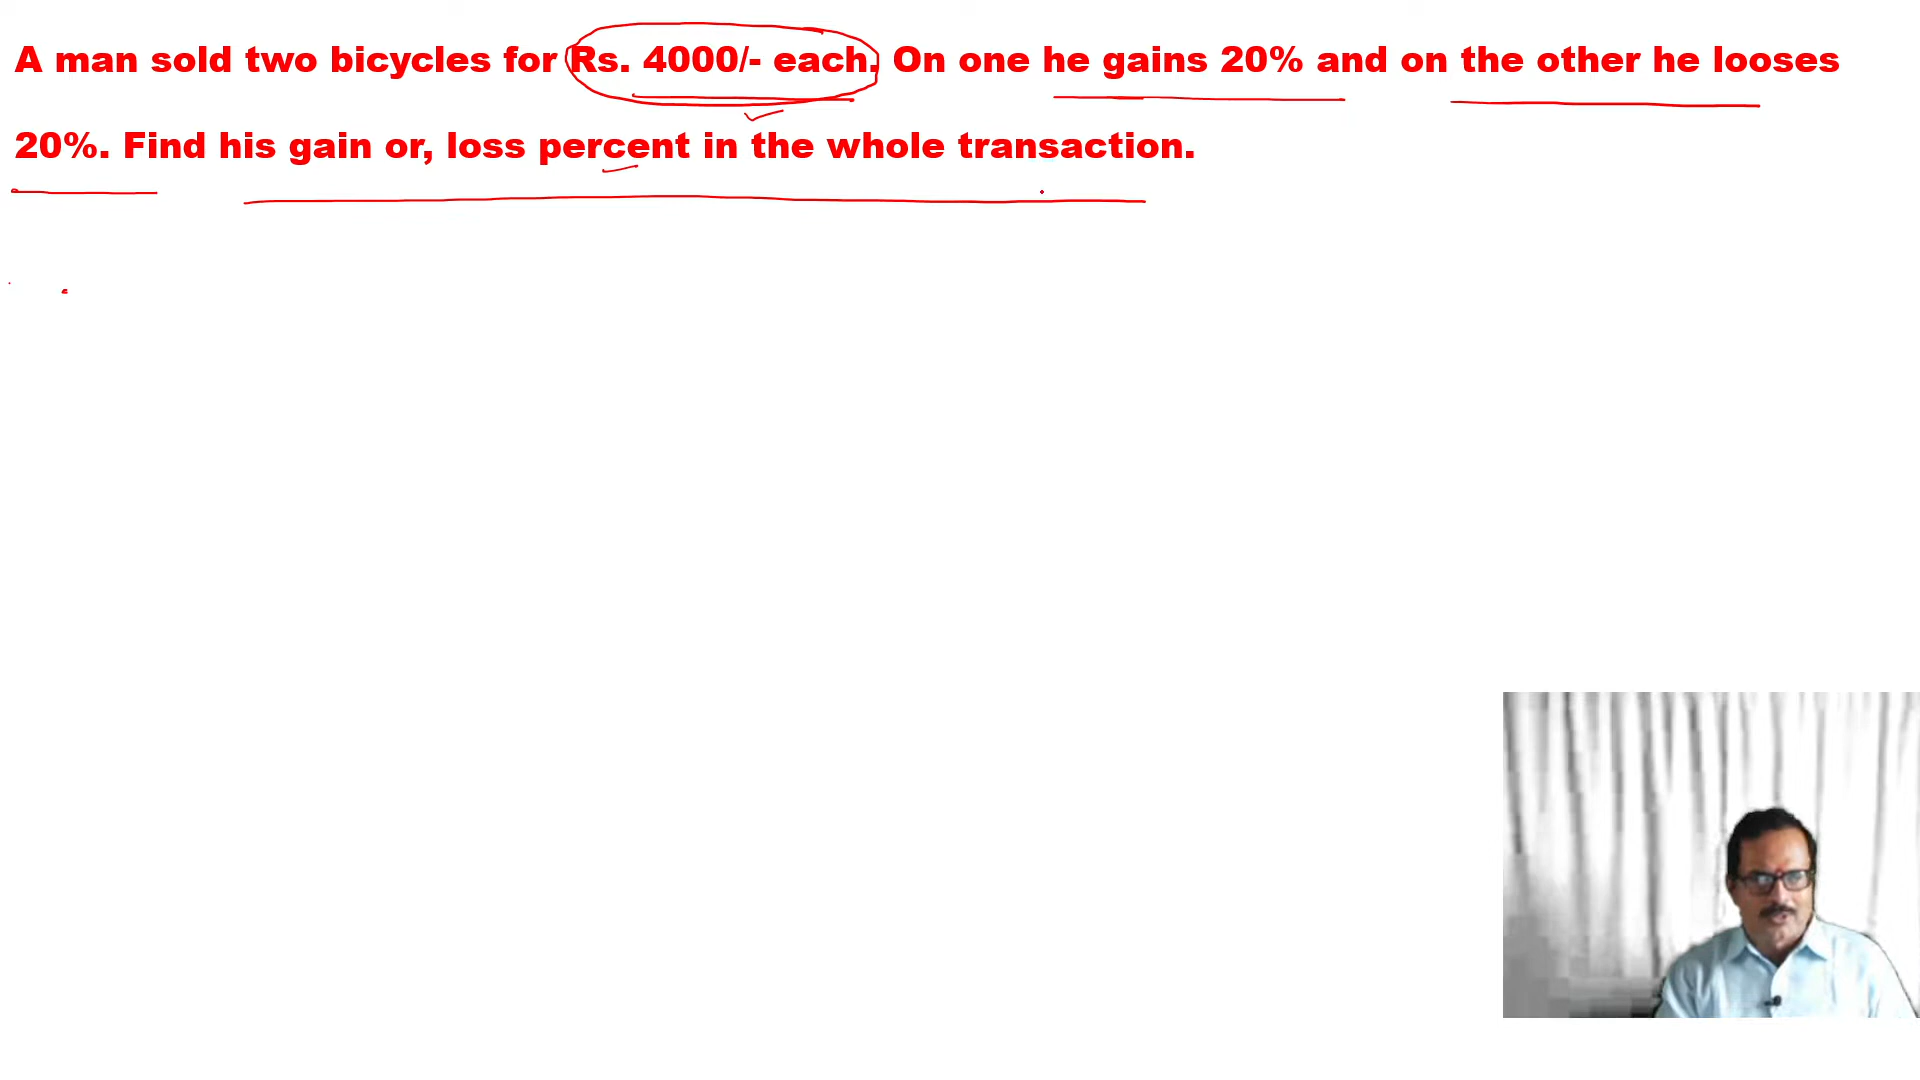 A man sold two bicycles for Rs. 4000/- each. On one he gains 20% and on the other he looses
20%. Find his gain or, loss percent in the whole transaction.